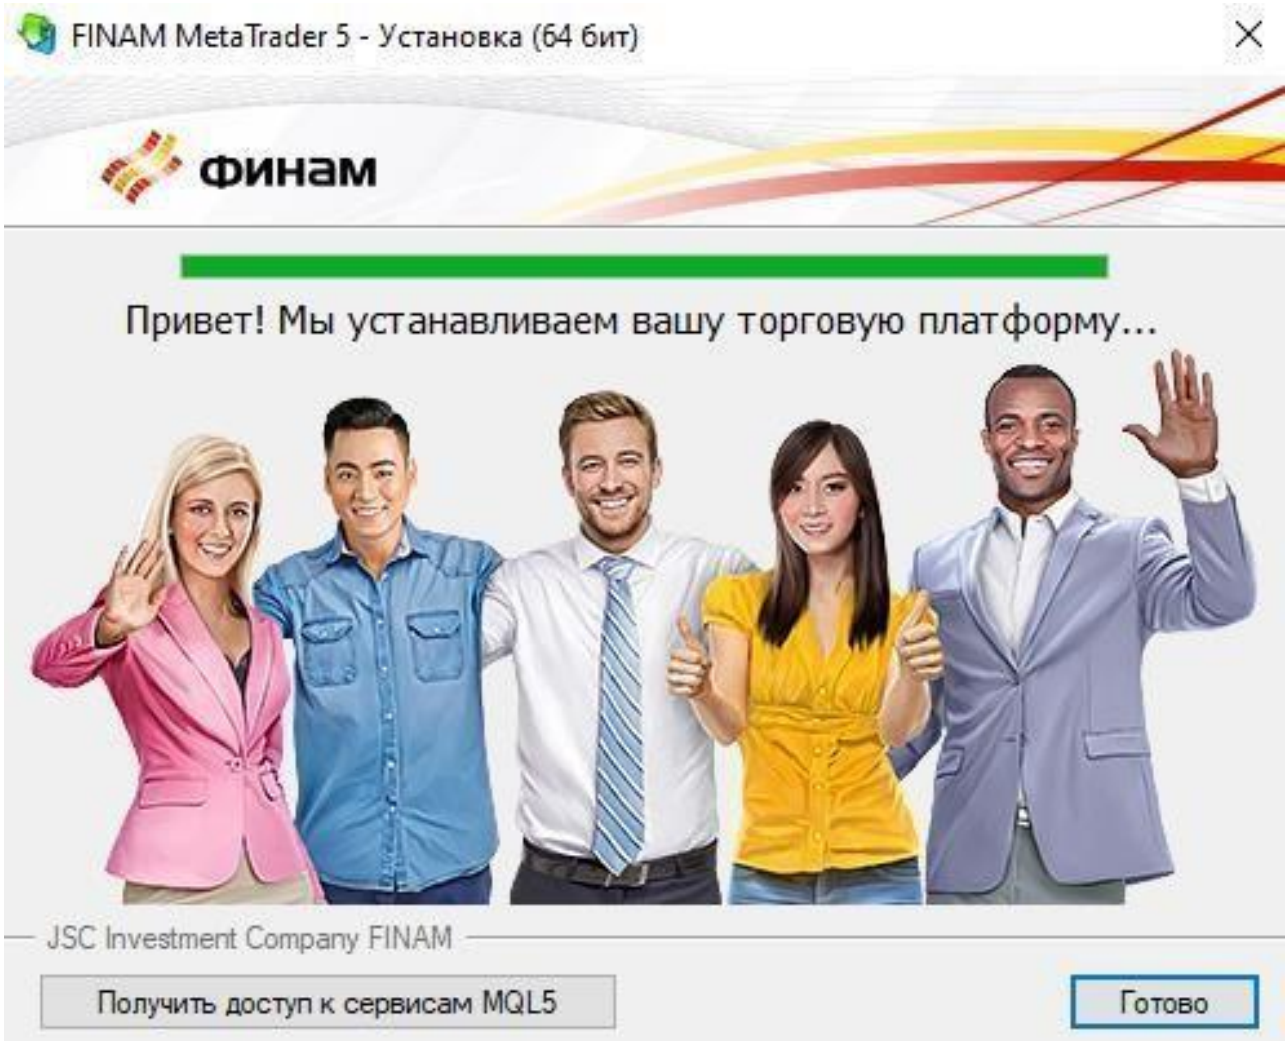 FINAM MetaTrader 5 - Установка (64 бит)
Финам
Привет! Мы устанавливаем вашу торговую платформу...
JSC Investment Company FINAM
Получить доступ к сервисам MQL5
Готово